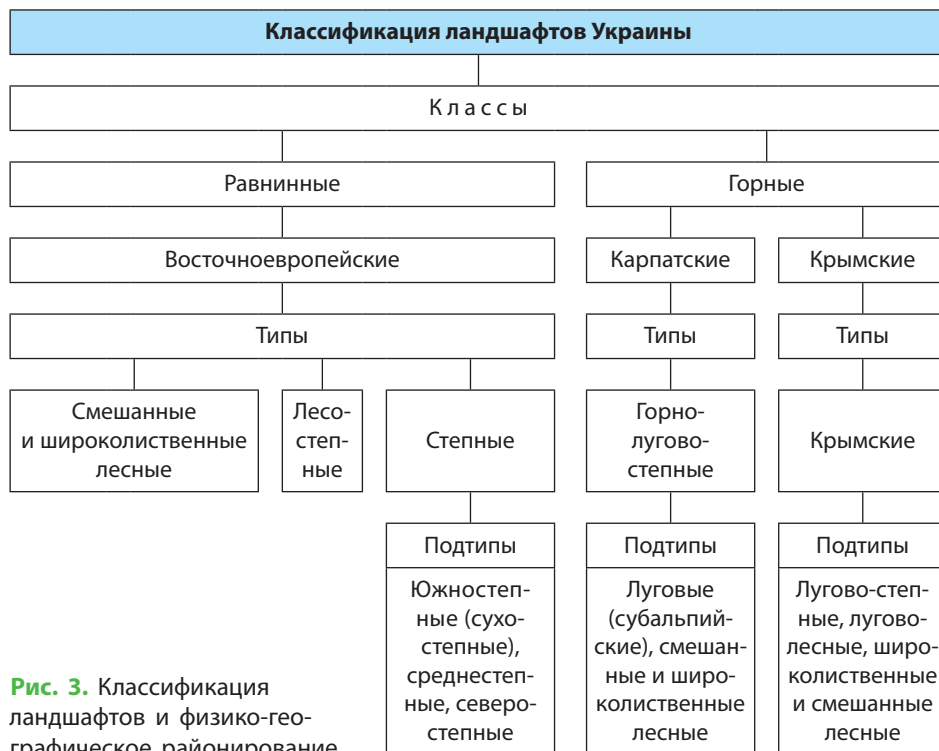 Классификация ландшафтов Украины
Классы
Равнинные
Горные
Восточноевропейские
Карпатские
Крымские
Типы
Типы
Типы
Смешанные
и широколиственные
лесные
Лесо-
степ-
ные
Степные
Горно-
лугово-
степные
Крымские
Подтипы
Южностеп-
ные (сухо-
степные),
среднестеп-
ные, северо-
степные
Подтипы
Луговые
(субальпий-
ские), смешан-
ные и широ-
колиственные
лесные
Подтипы
Лугово-степ-
ные, лугово-
лесные, широ-
колиственные
и смешанные
лесные
Рис. 3. Классификация
ландшафтов и физико-гео-
графическое районирование